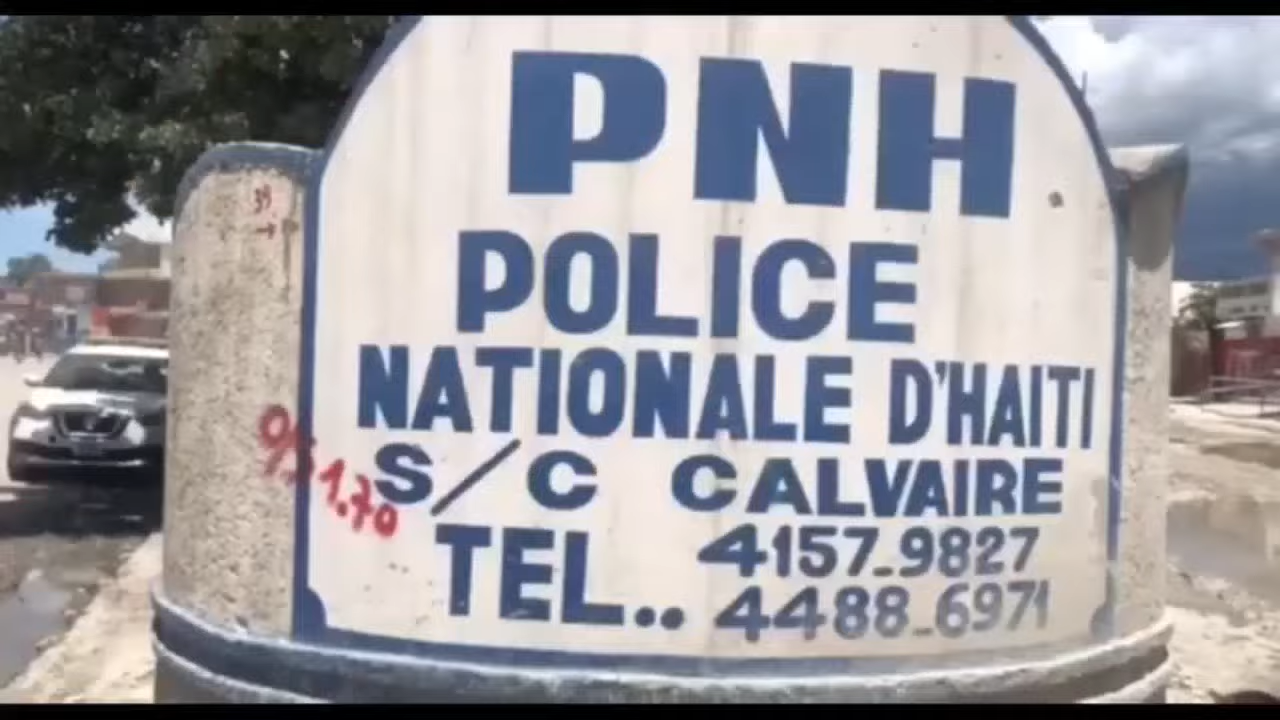 PNH
POLICE
NATIONALE D'HAITI
S/C CALVAIRE
TEL.. 4157-9827
4488-6971